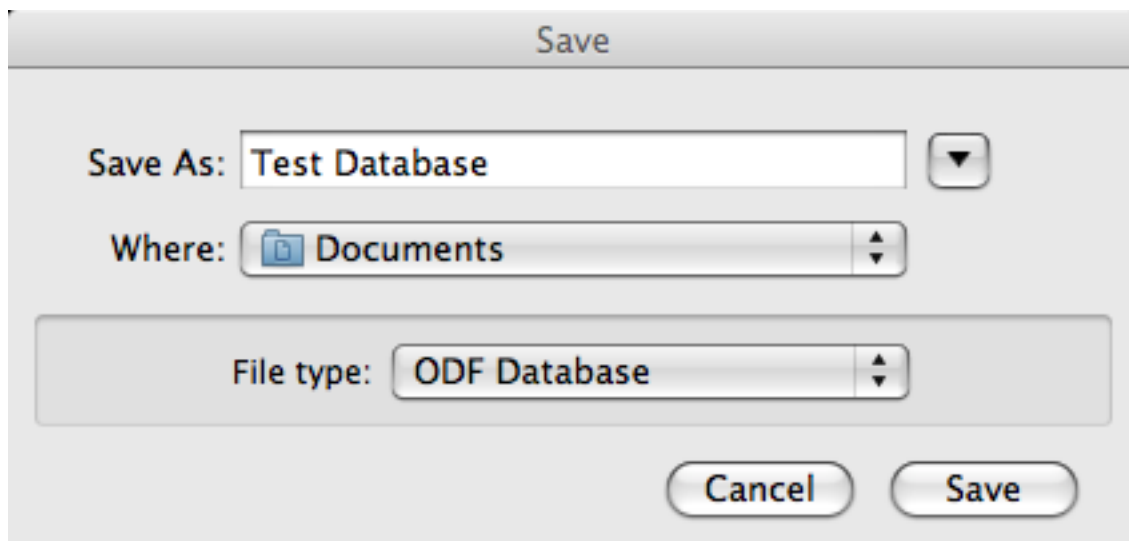 Save
Save As: Test Database
Where: Documents
File type: ODF Database
Cancel Save